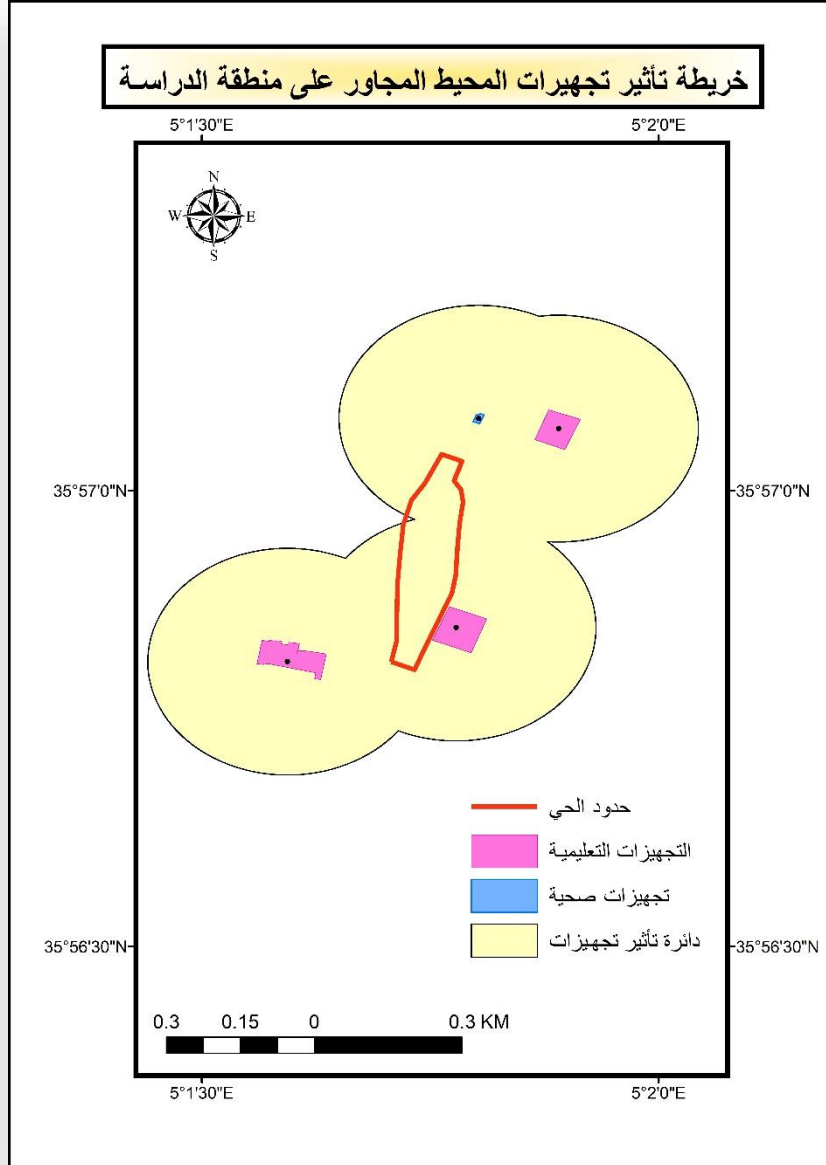 خريطة تأثير تجهيرات المحيط المجاور على منطقة الدراسة
5°1'30"E 5°2'0"E
N
W E
S
35°57'0"N 35°57'0"N
حدود الحي
التجهيزات التعليمية
تجهيزات صحية
دائرة تأثير تجهيزات
35°56'30"N 35°56'30"N
0.3 0.15 0 0.3 KM
5°1'30"E 5°2'0"E